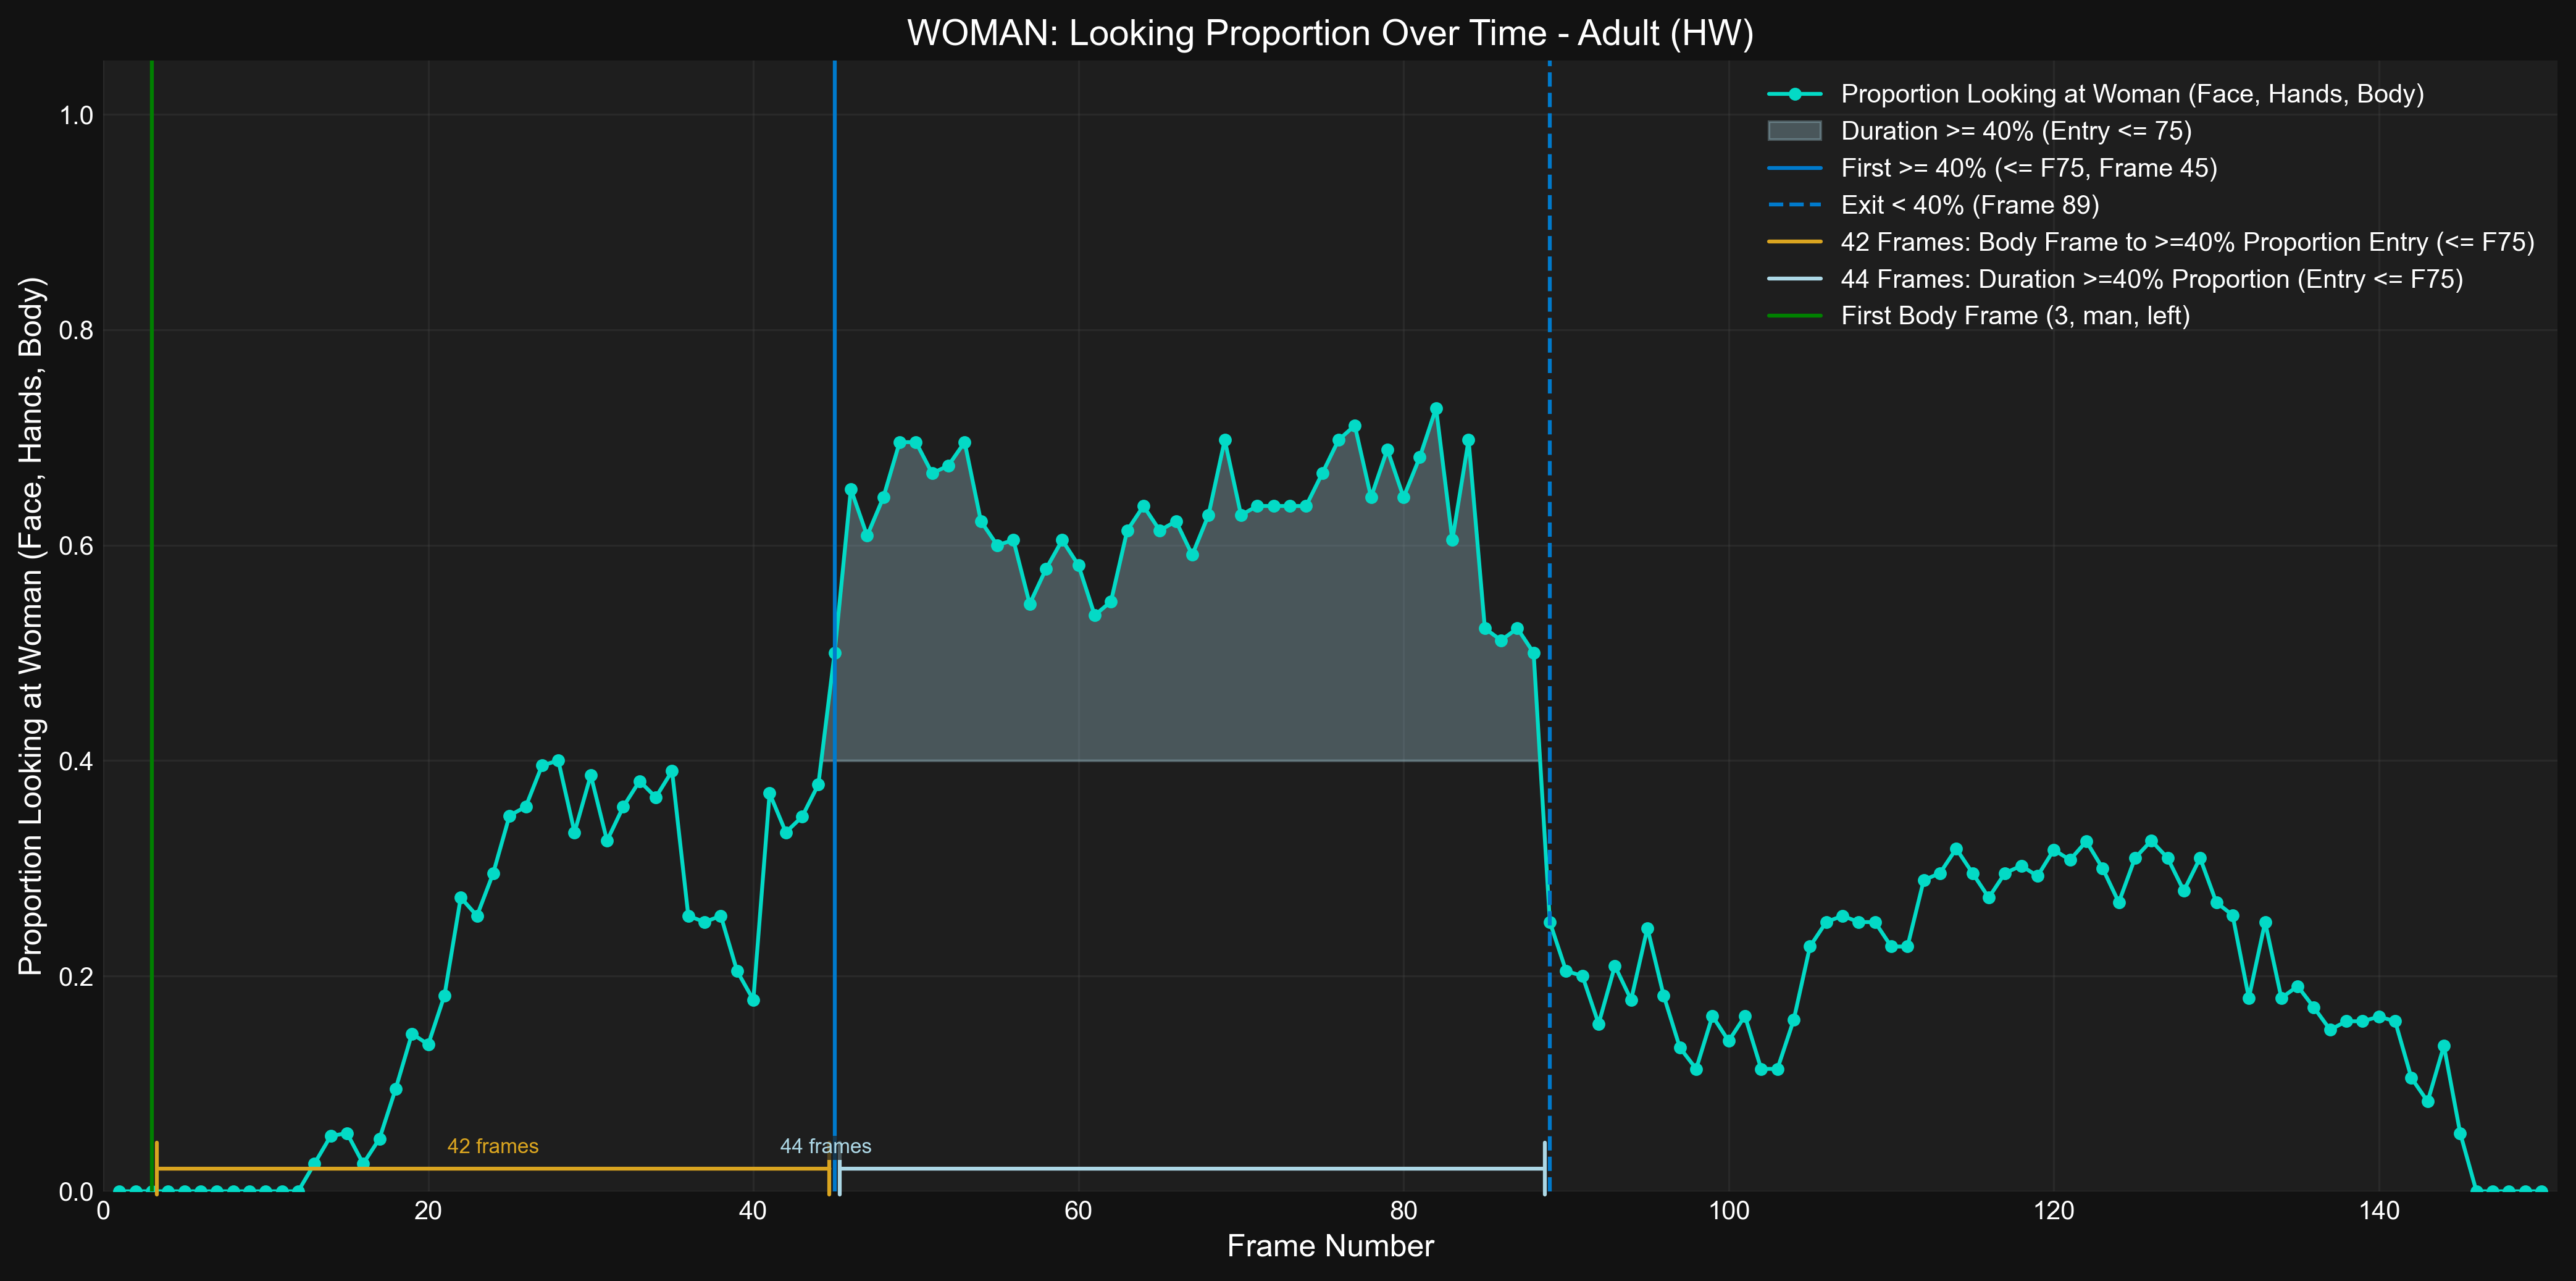 WOMAN: Looking Proportion Over Time - Adult (HW)
Proportion Looking at Woman (Face, Hands, Body)
Duration >= 40% (Entry <= 75)
First >= 40% (<= F75, Frame 45)
Exit < 40% (Frame 89)
42 Frames: Body Frame to >=40% Proportion Entry (<= F75)
44 Frames: Duration >=40% Proportion (Entry <= F75)
First Body Frame (3, man, left)
Proportion Looking at Woman (Face, Hands, Body)
1.0
0.8
0.6
0.4
0.2
0.0
42 frames
44 frames
0 20 40 60 80 100 120 140
Frame Number